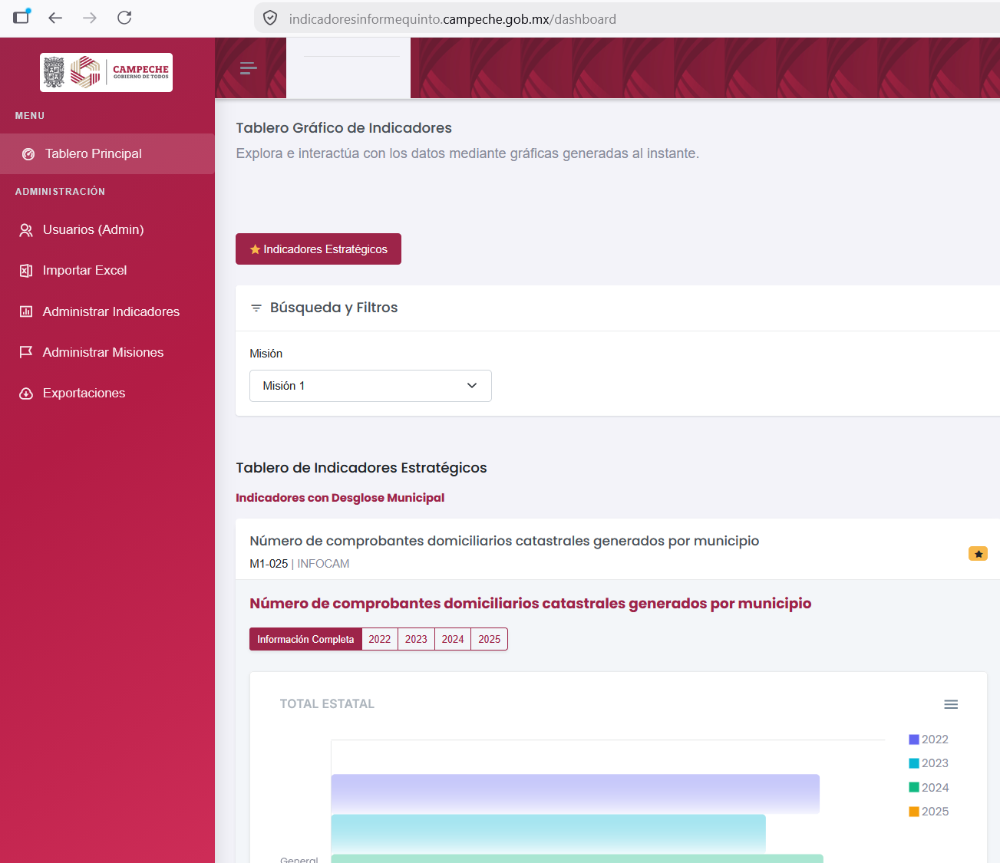 indicadoresinformequinto.campeche.gob.mx/dashboard
CAMPECHE
GOBIERNO DE TODOS
MENU
Tablero Principal
ADMINISTRACIÓN
Usuarios (Admin)
Importar Excel
Administrar Indicadores
Administrar Misiones
Exportaciones
Tablero Gráfico de Indicadores
Explora e interactúa con los datos mediante gráficas generadas al instante.
Indicadores Estratégicos
Búsqueda y Filtros
Misión
Misión 1
Tablero de Indicadores Estratégicos
Indicadores con Desglose Municipal
Número de comprobantes domiciliarios catastrales generados por municipio
M1-025 | INFOCAM
Número de comprobantes domiciliarios catastrales generados por municipio
Información Completa 2022 2023 2024 2025
TOTAL ESTATAL
2022
2023
2024
2025
General